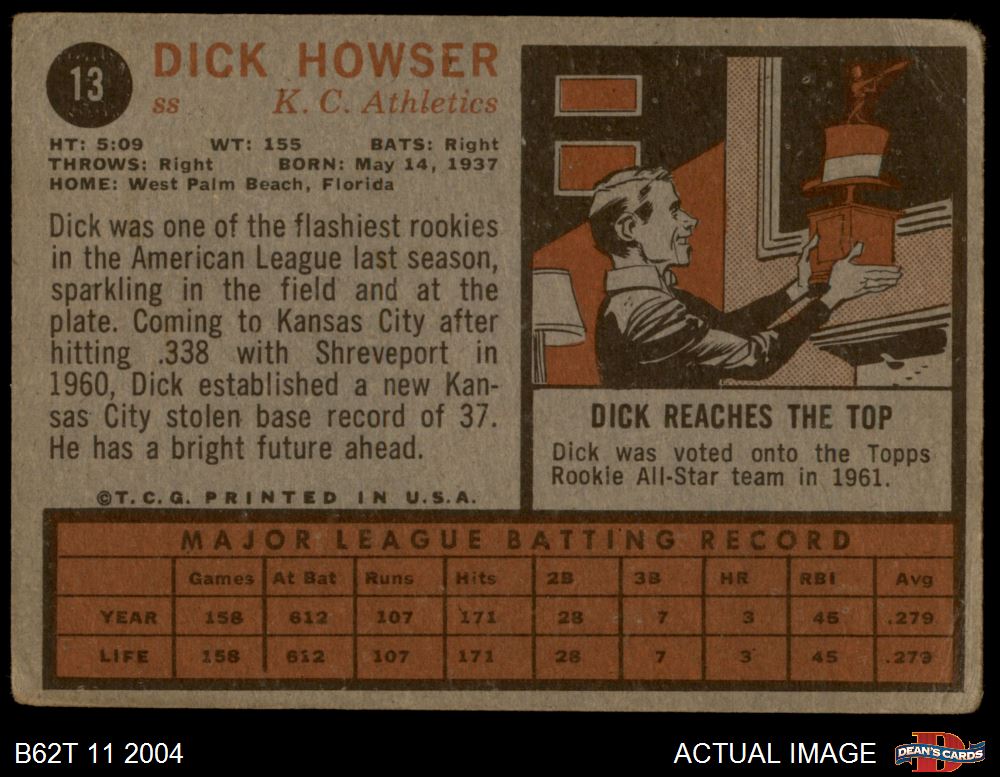 13
DICK HOWSER
ss K. C. Athletics
HT: 5:09 WT: 155 BATS: Right
THROWS: Right BORN: May 14, 1937
HOME: West Palm Beach, Florida
Dick was one of the flashiest rookies
in the American League last season,
sparkling in the field and at the
plate. Coming to Kansas City after
hitting .338 with Shreveport in
1960, Dick established a new Kan-
sas City stolen base record of 37.
He has a bright future ahead.
©T.C.G. PRINTED IN U.S.A.
DICK REACHES THE TOP
Dick was voted onto the Topps
Rookie All-Star team in 1961.
MAJOR LEAGUE BATTING RECORD
Games At Bat Runs Hits 2B 3B HR RBI Avg
YEAR 158 612 107 171 28 7 3 45 .279
LIFE 158 612 107 171 28 7 3 45 .279
B62T 11 2004
ACTUAL IMAGE
D
DEAN'S CARDS